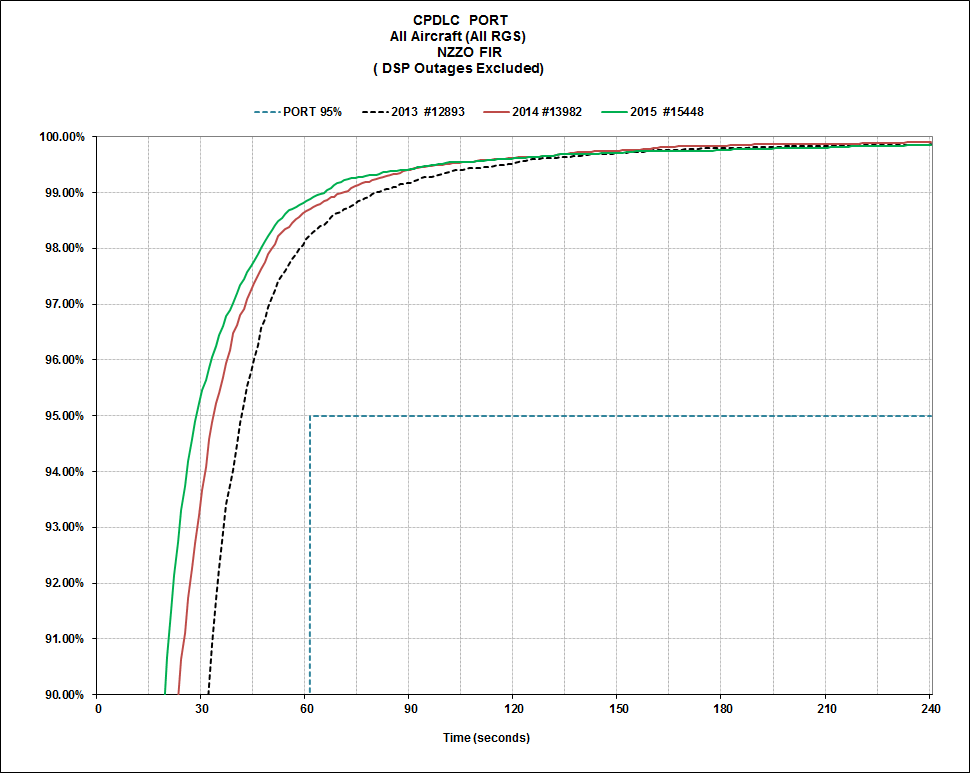 CPDLC PORT
All Aircraft (All RGS)
NZZO FIR
( DSP Outages Excluded)
PORT 95% 2013 #12893 2014 #13982 2015 #15448
100.00%
99.00%
98.00%
97.00%
96.00%
95.00%
94.00%
93.00%
92.00%
91.00%
90.00%
0 30 60 90 120 150 180 210 240
Time (seconds)